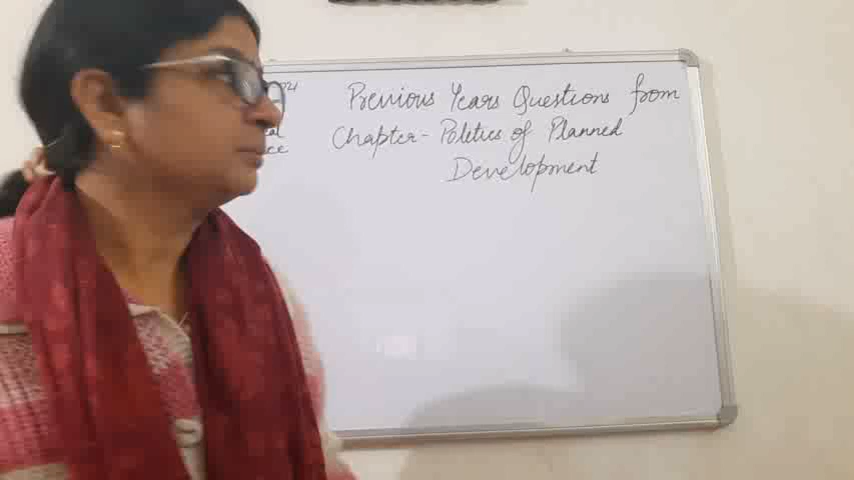 Previous Years Questions from
Chapter - Politics of Planned
Development